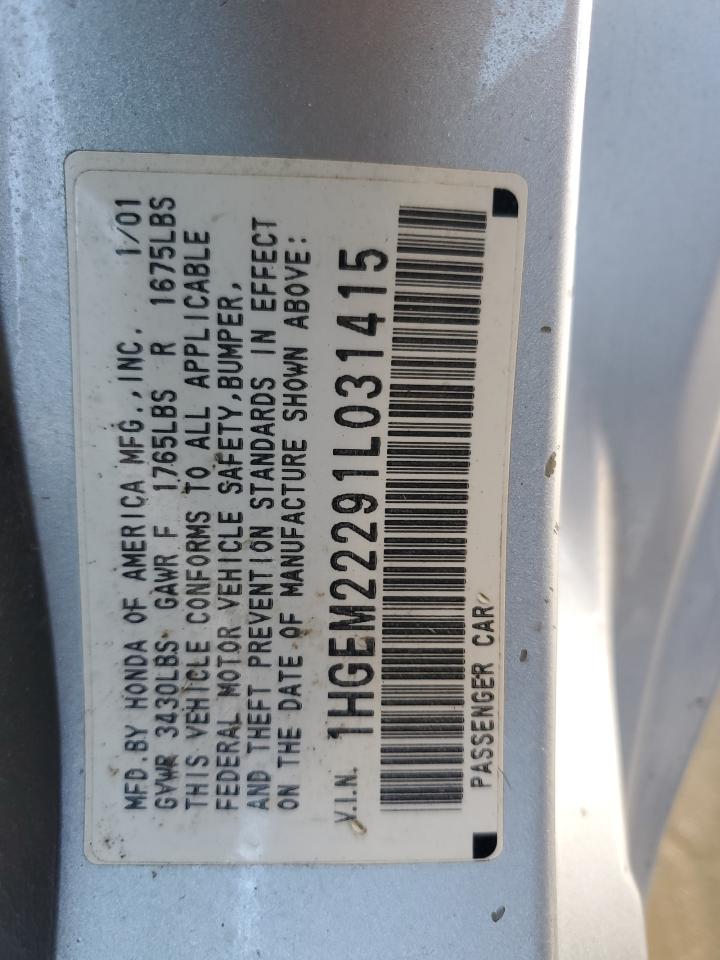 MFD.BY HONDA OF AMERICA MFG.,INC. 1/01
GVWR 3430LBS GAWR F 1765LBS R 1675LBS
THIS VEHICLE CONFORMS TO ALL APPLICABLE
FEDERAL MOTOR VEHICLE SAFETY,BUMPER,
AND THEFT PREVENTION STANDARDS IN EFFECT
ON THE DATE OF MANUFACTURE SHOWN ABOVE:
V.I.N. 1HGEM22291L031415
PASSENGER CAR